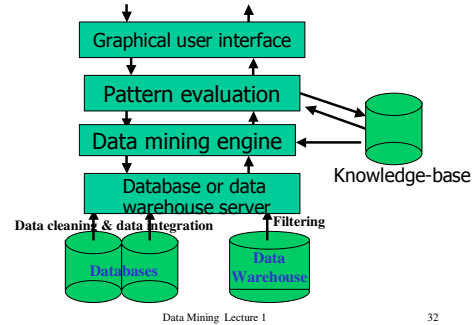 Graphical user interface
Pattern evaluation
Data mining engine
Knowledge-base
Database or data
warehouse server
Data cleaning & data integration
Filtering
Databases
Data
Warehouse
Data Mining Lecture 1
32